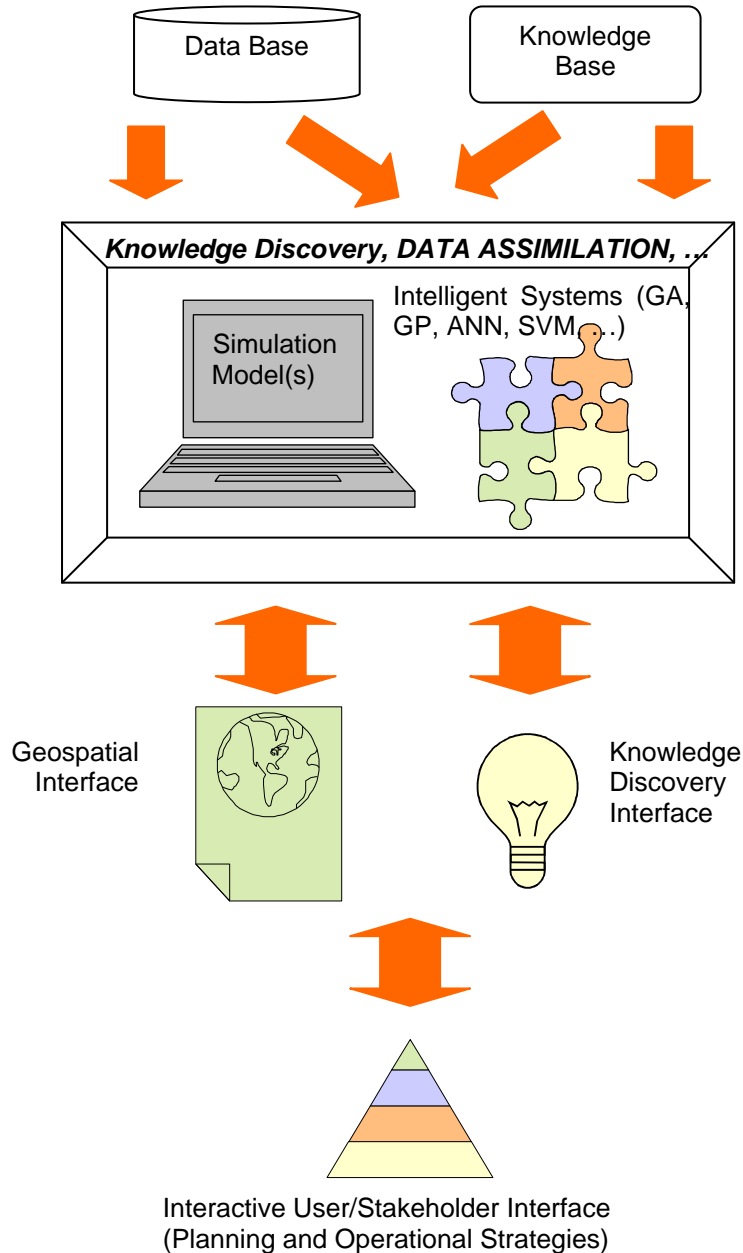 Data Base
Knowledge
Base
Knowledge Discovery, DATA ASSIMILATION, …
Simulation
Model(s)
Intelligent Systems (GA,
GP, ANN, SVM, …)
Geospatial
Interface
Knowledge
Discovery
Interface
Interactive User/Stakeholder Interface
(Planning and Operational Strategies)